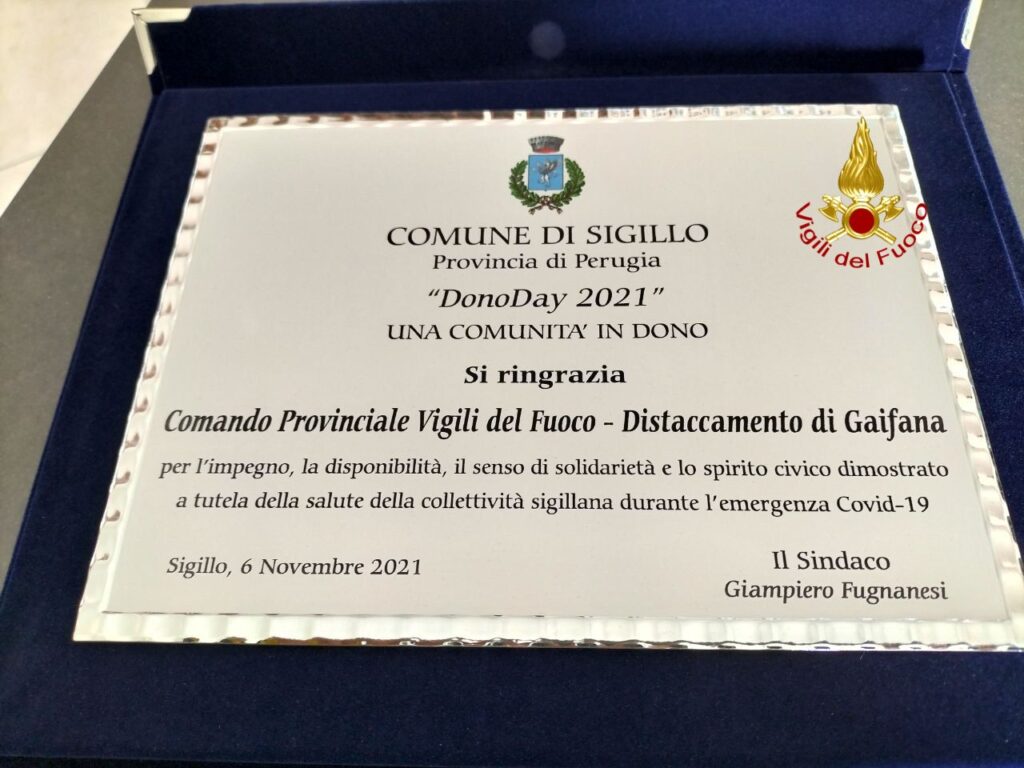 COMUNE DI SIGILLO
Provincia di Perugia
“DonoDay 2021”
UNA COMUNITA’ IN DONO
Si ringrazia
Comando Provinciale Vigili del Fuoco – Distaccamento di Gaifana
per l’impegno, la disponibilità, il senso di solidarietà e lo spirito civico dimostrato
a tutela della salute della collettività sigillana durante l’emergenza Covid-19
Sigillo, 6 Novembre 2021
Il Sindaco
Giampiero Fugnanesi
Vigili del Fuoco